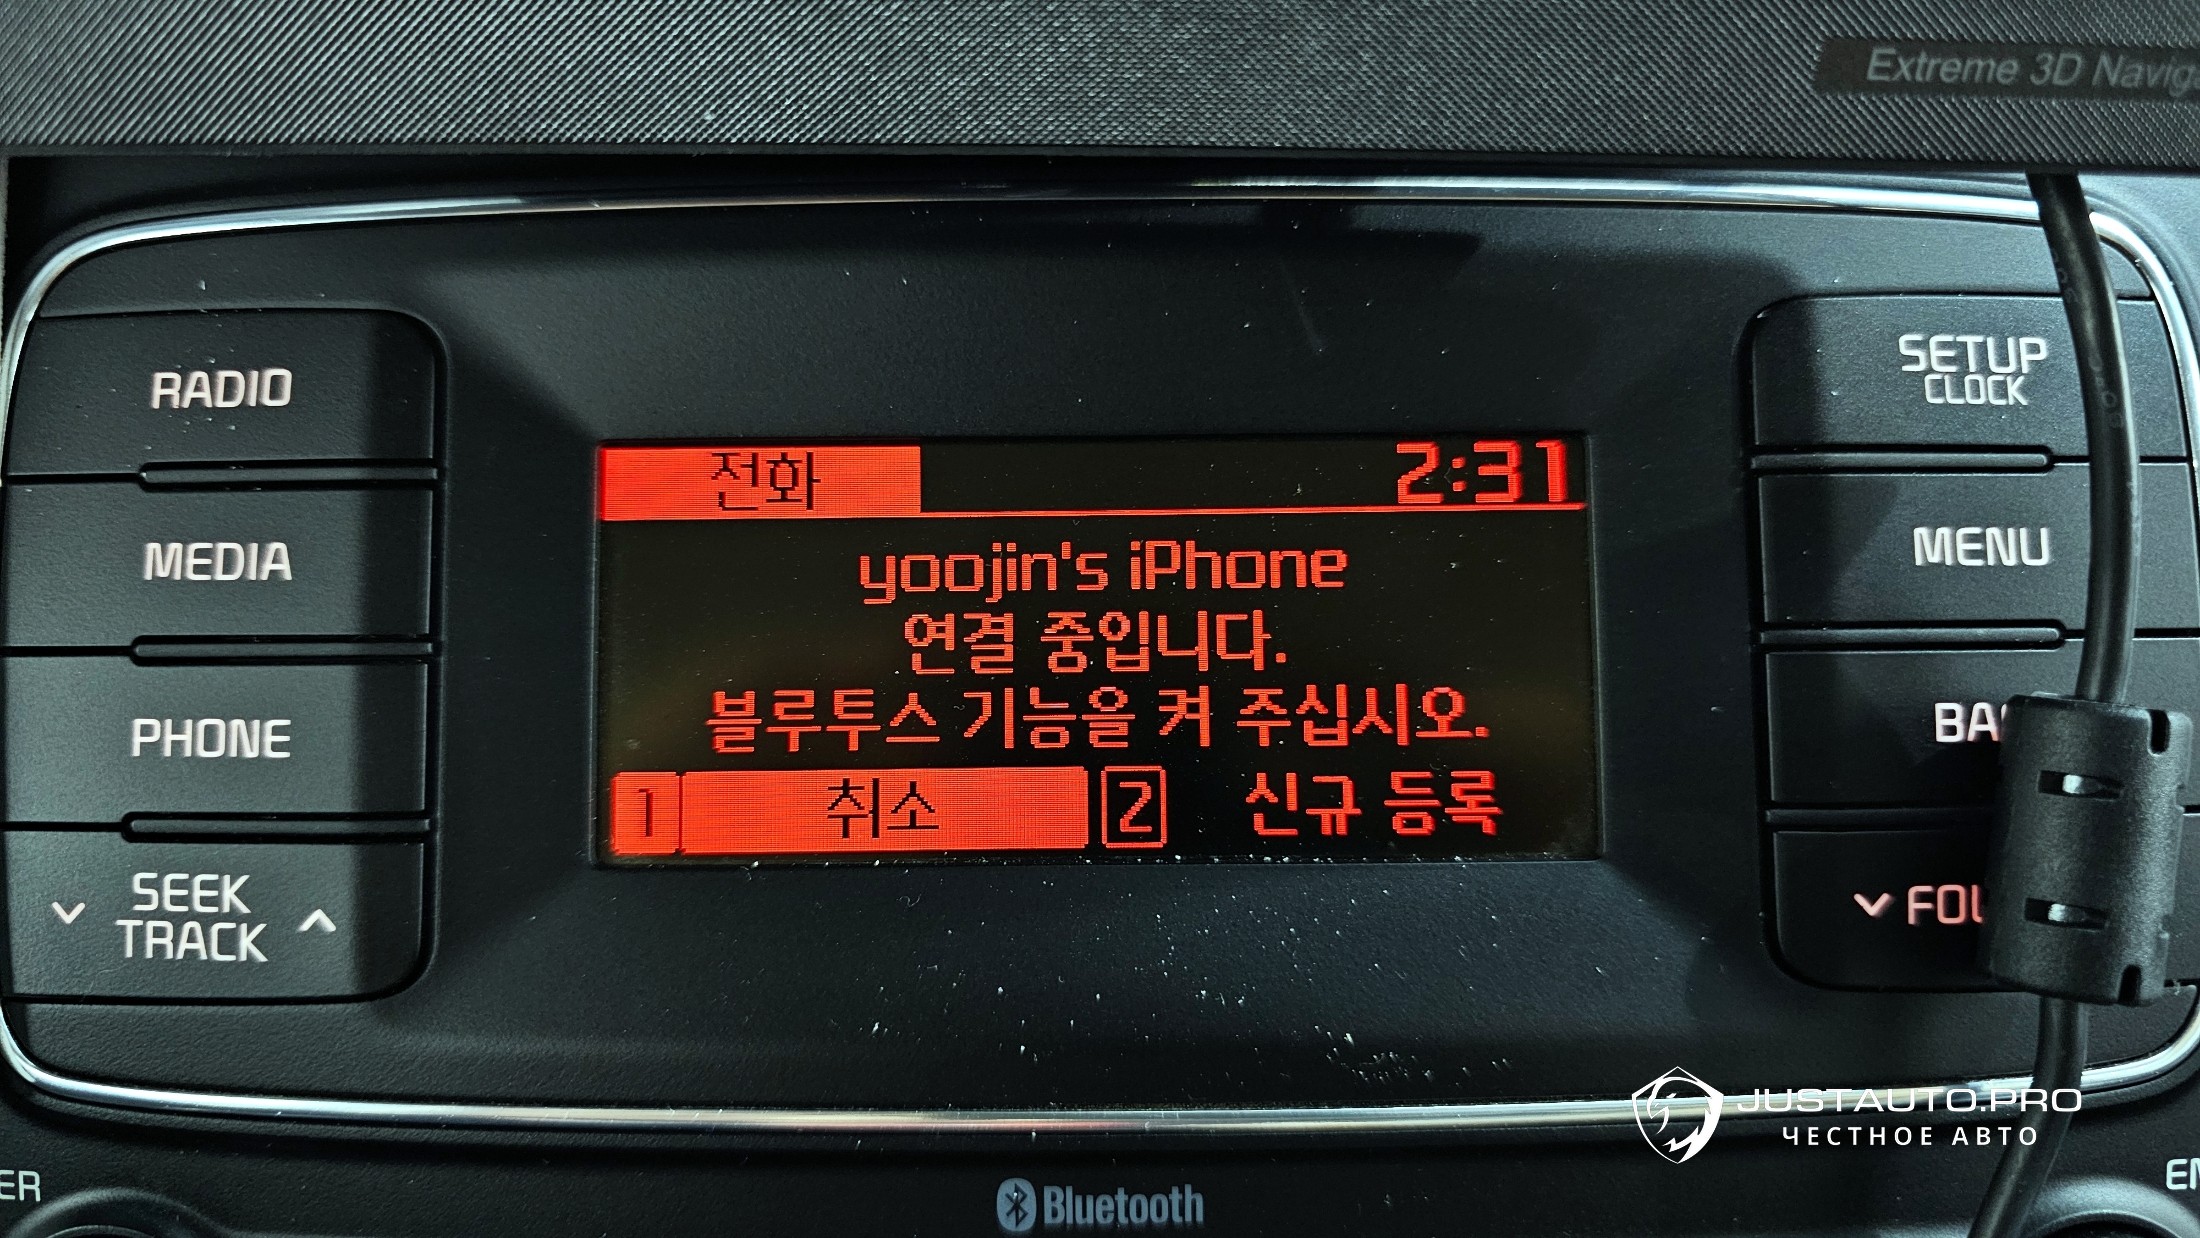 Extreme 3D
RADIO
MEDIA
PHONE
SEEK
TRACK
전화 2:31
yoojin's iPhone
연결 중입니다.
블루투스 기능을 켜 주십시오.
1 취소 2 신규 등록
SETUP
CLOCK
MENU
JUSTAUTO.PRO
ЧЕСТНОЕ АВТО
Bluetooth